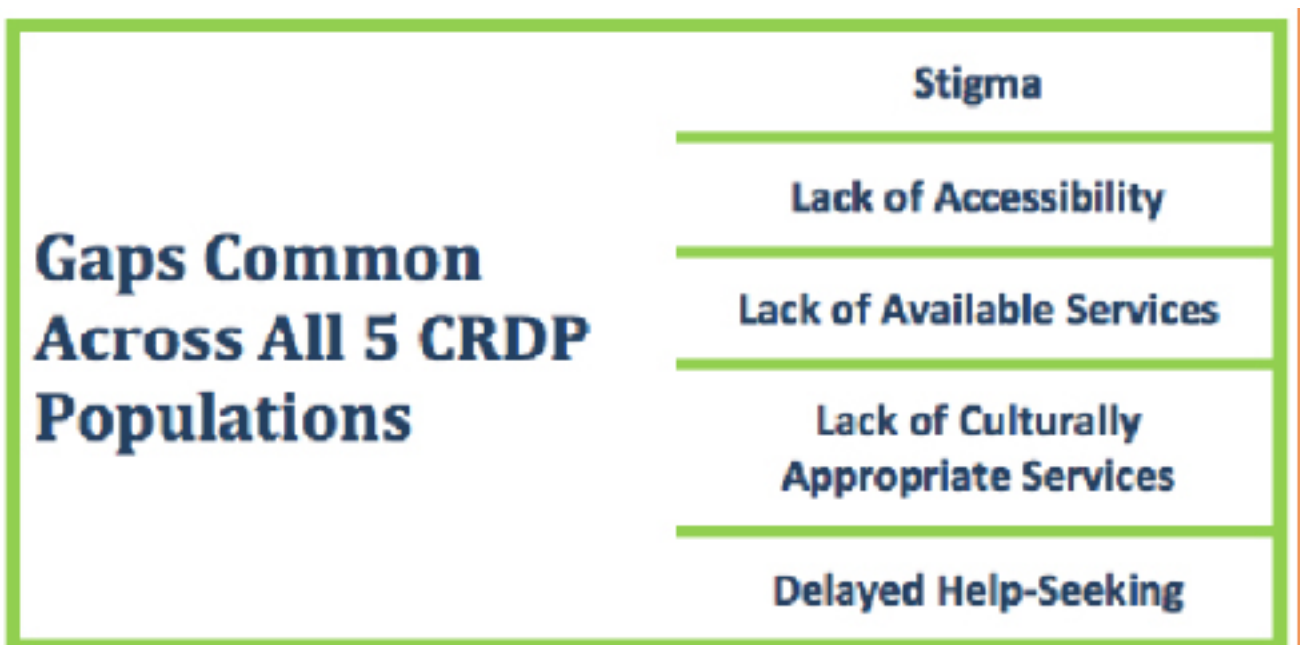 Gaps Common
Across All 5 CRDP
Populations
Stigma
Lack of Accessibility
Lack of Available Services
Lack of Culturally
Appropriate Services
Delayed Help-Seeking